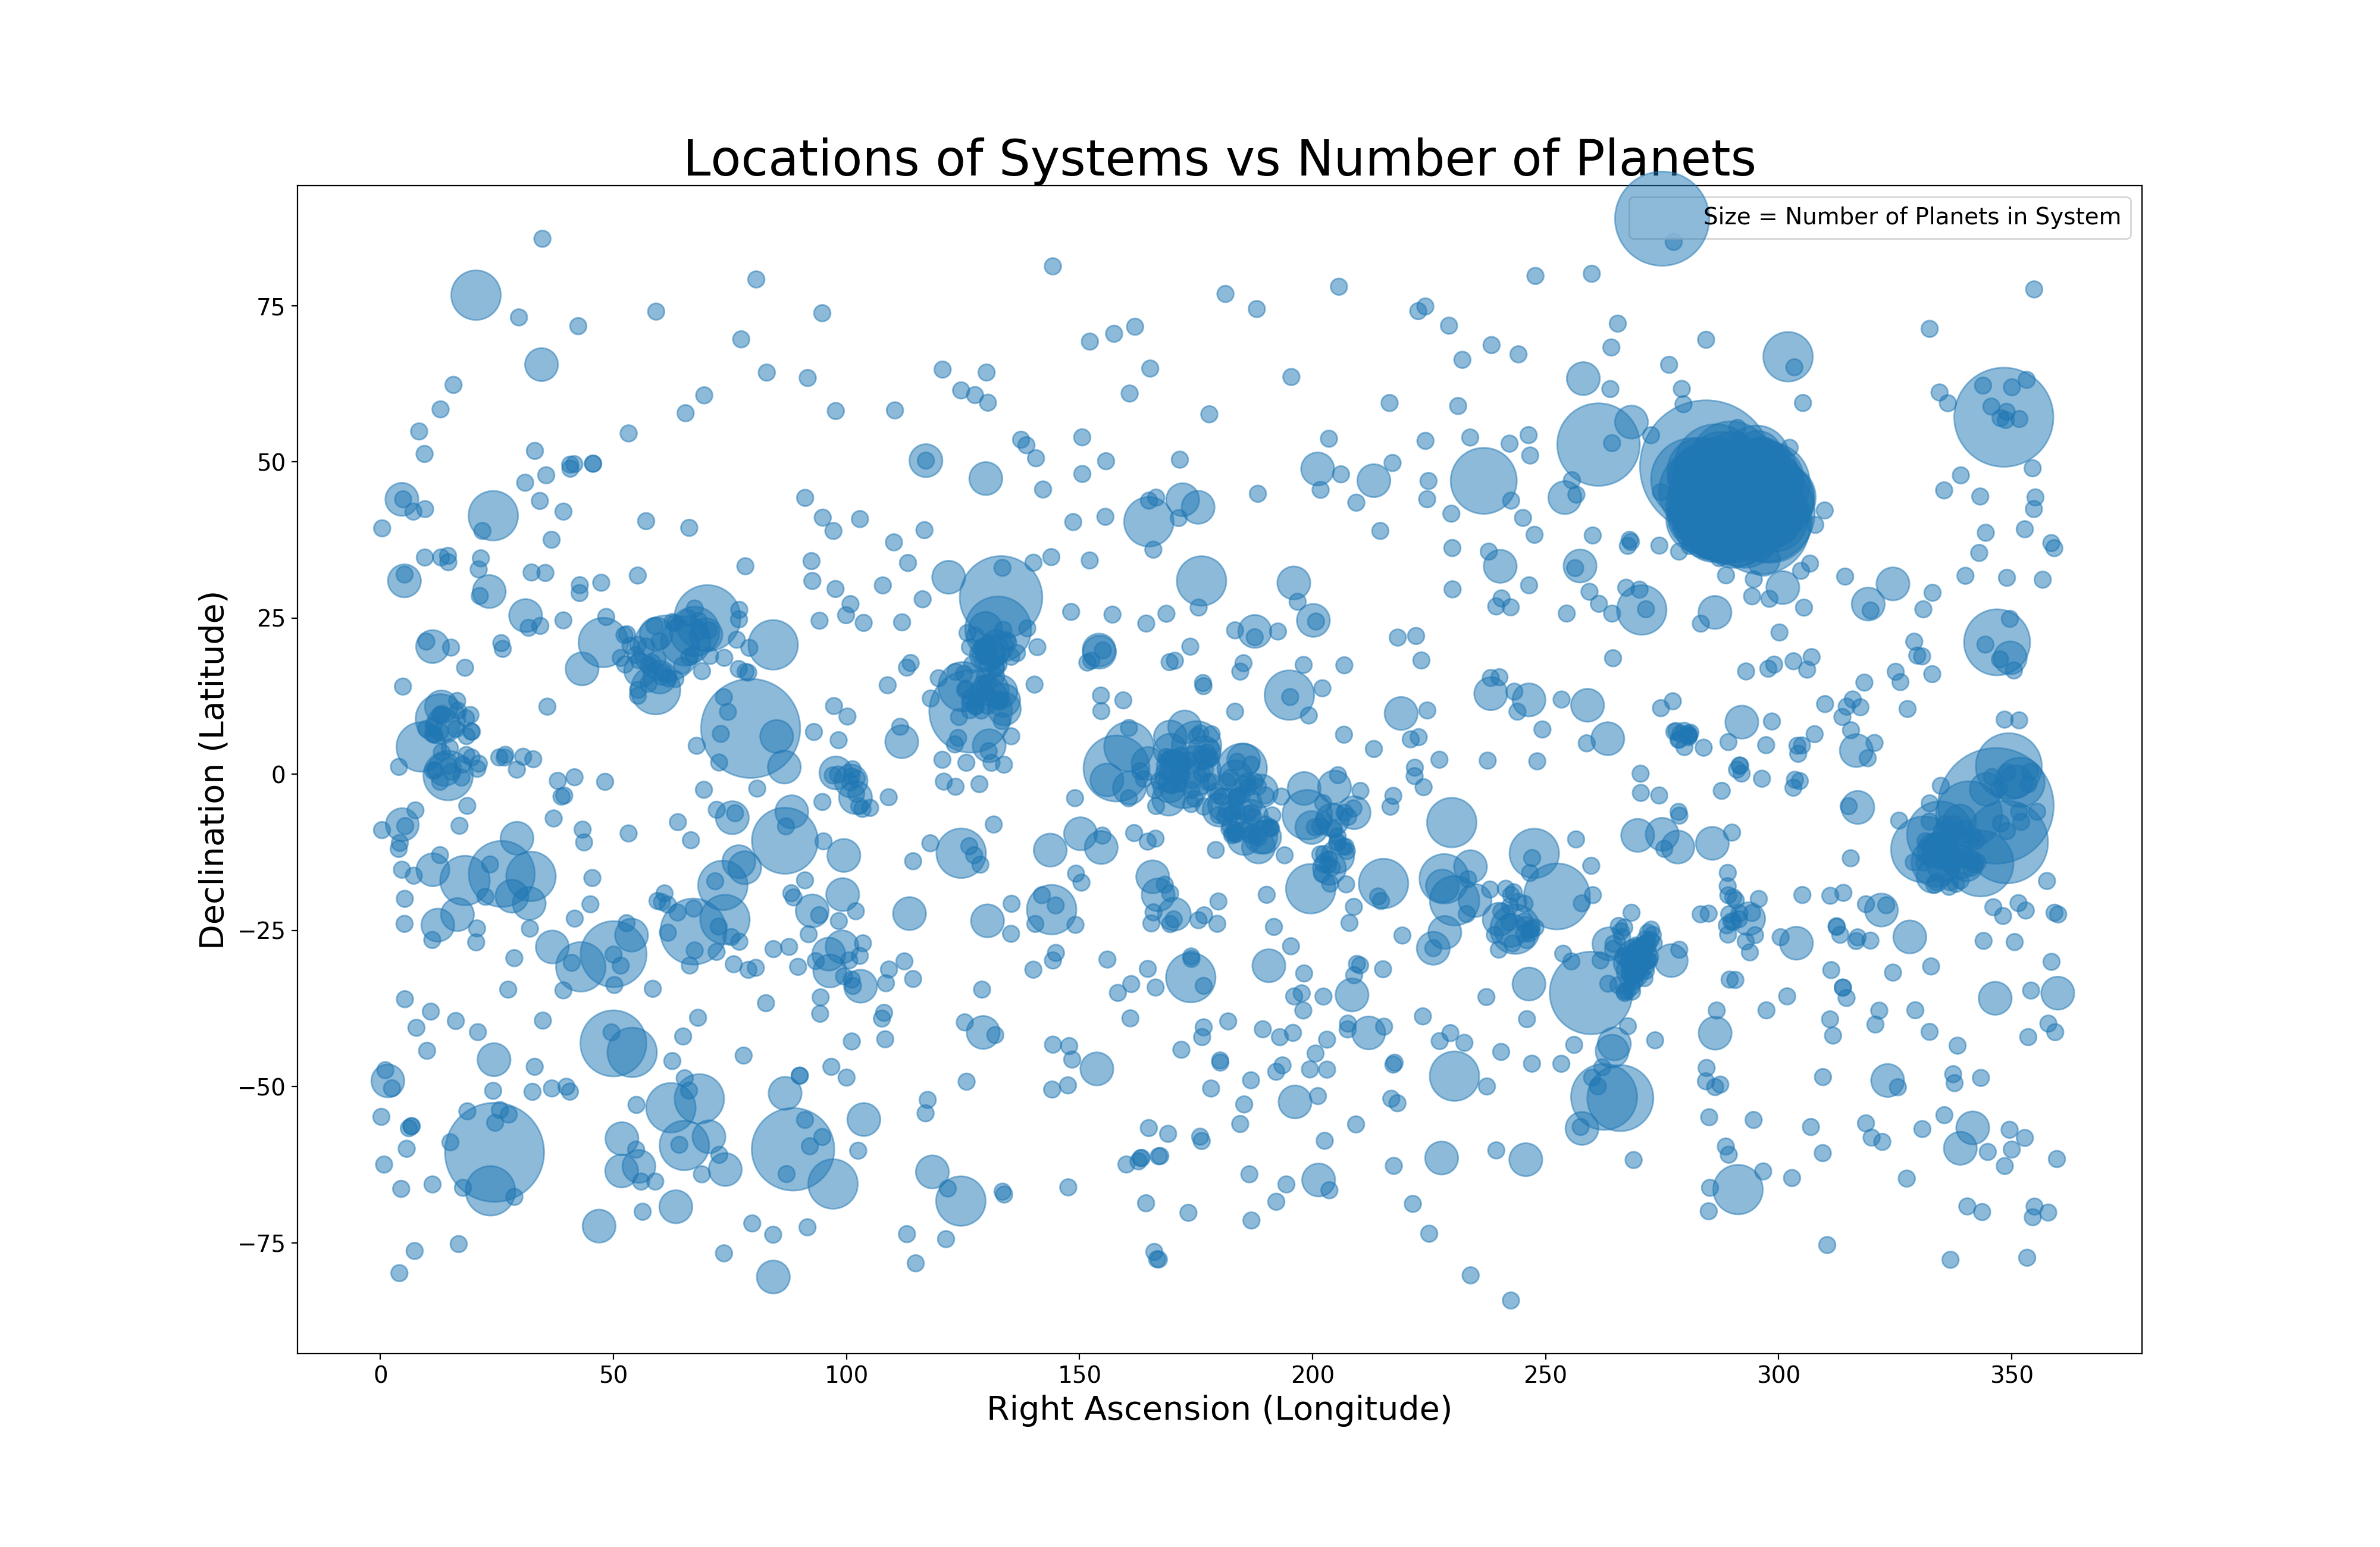 Locations of Systems vs Number of Planets
Size = Number of Planets in System
75
50
25
0
−25
−50
−75
Declination (Latitude)
0 50 100 150 200 250 300 350
Right Ascension (Longitude)